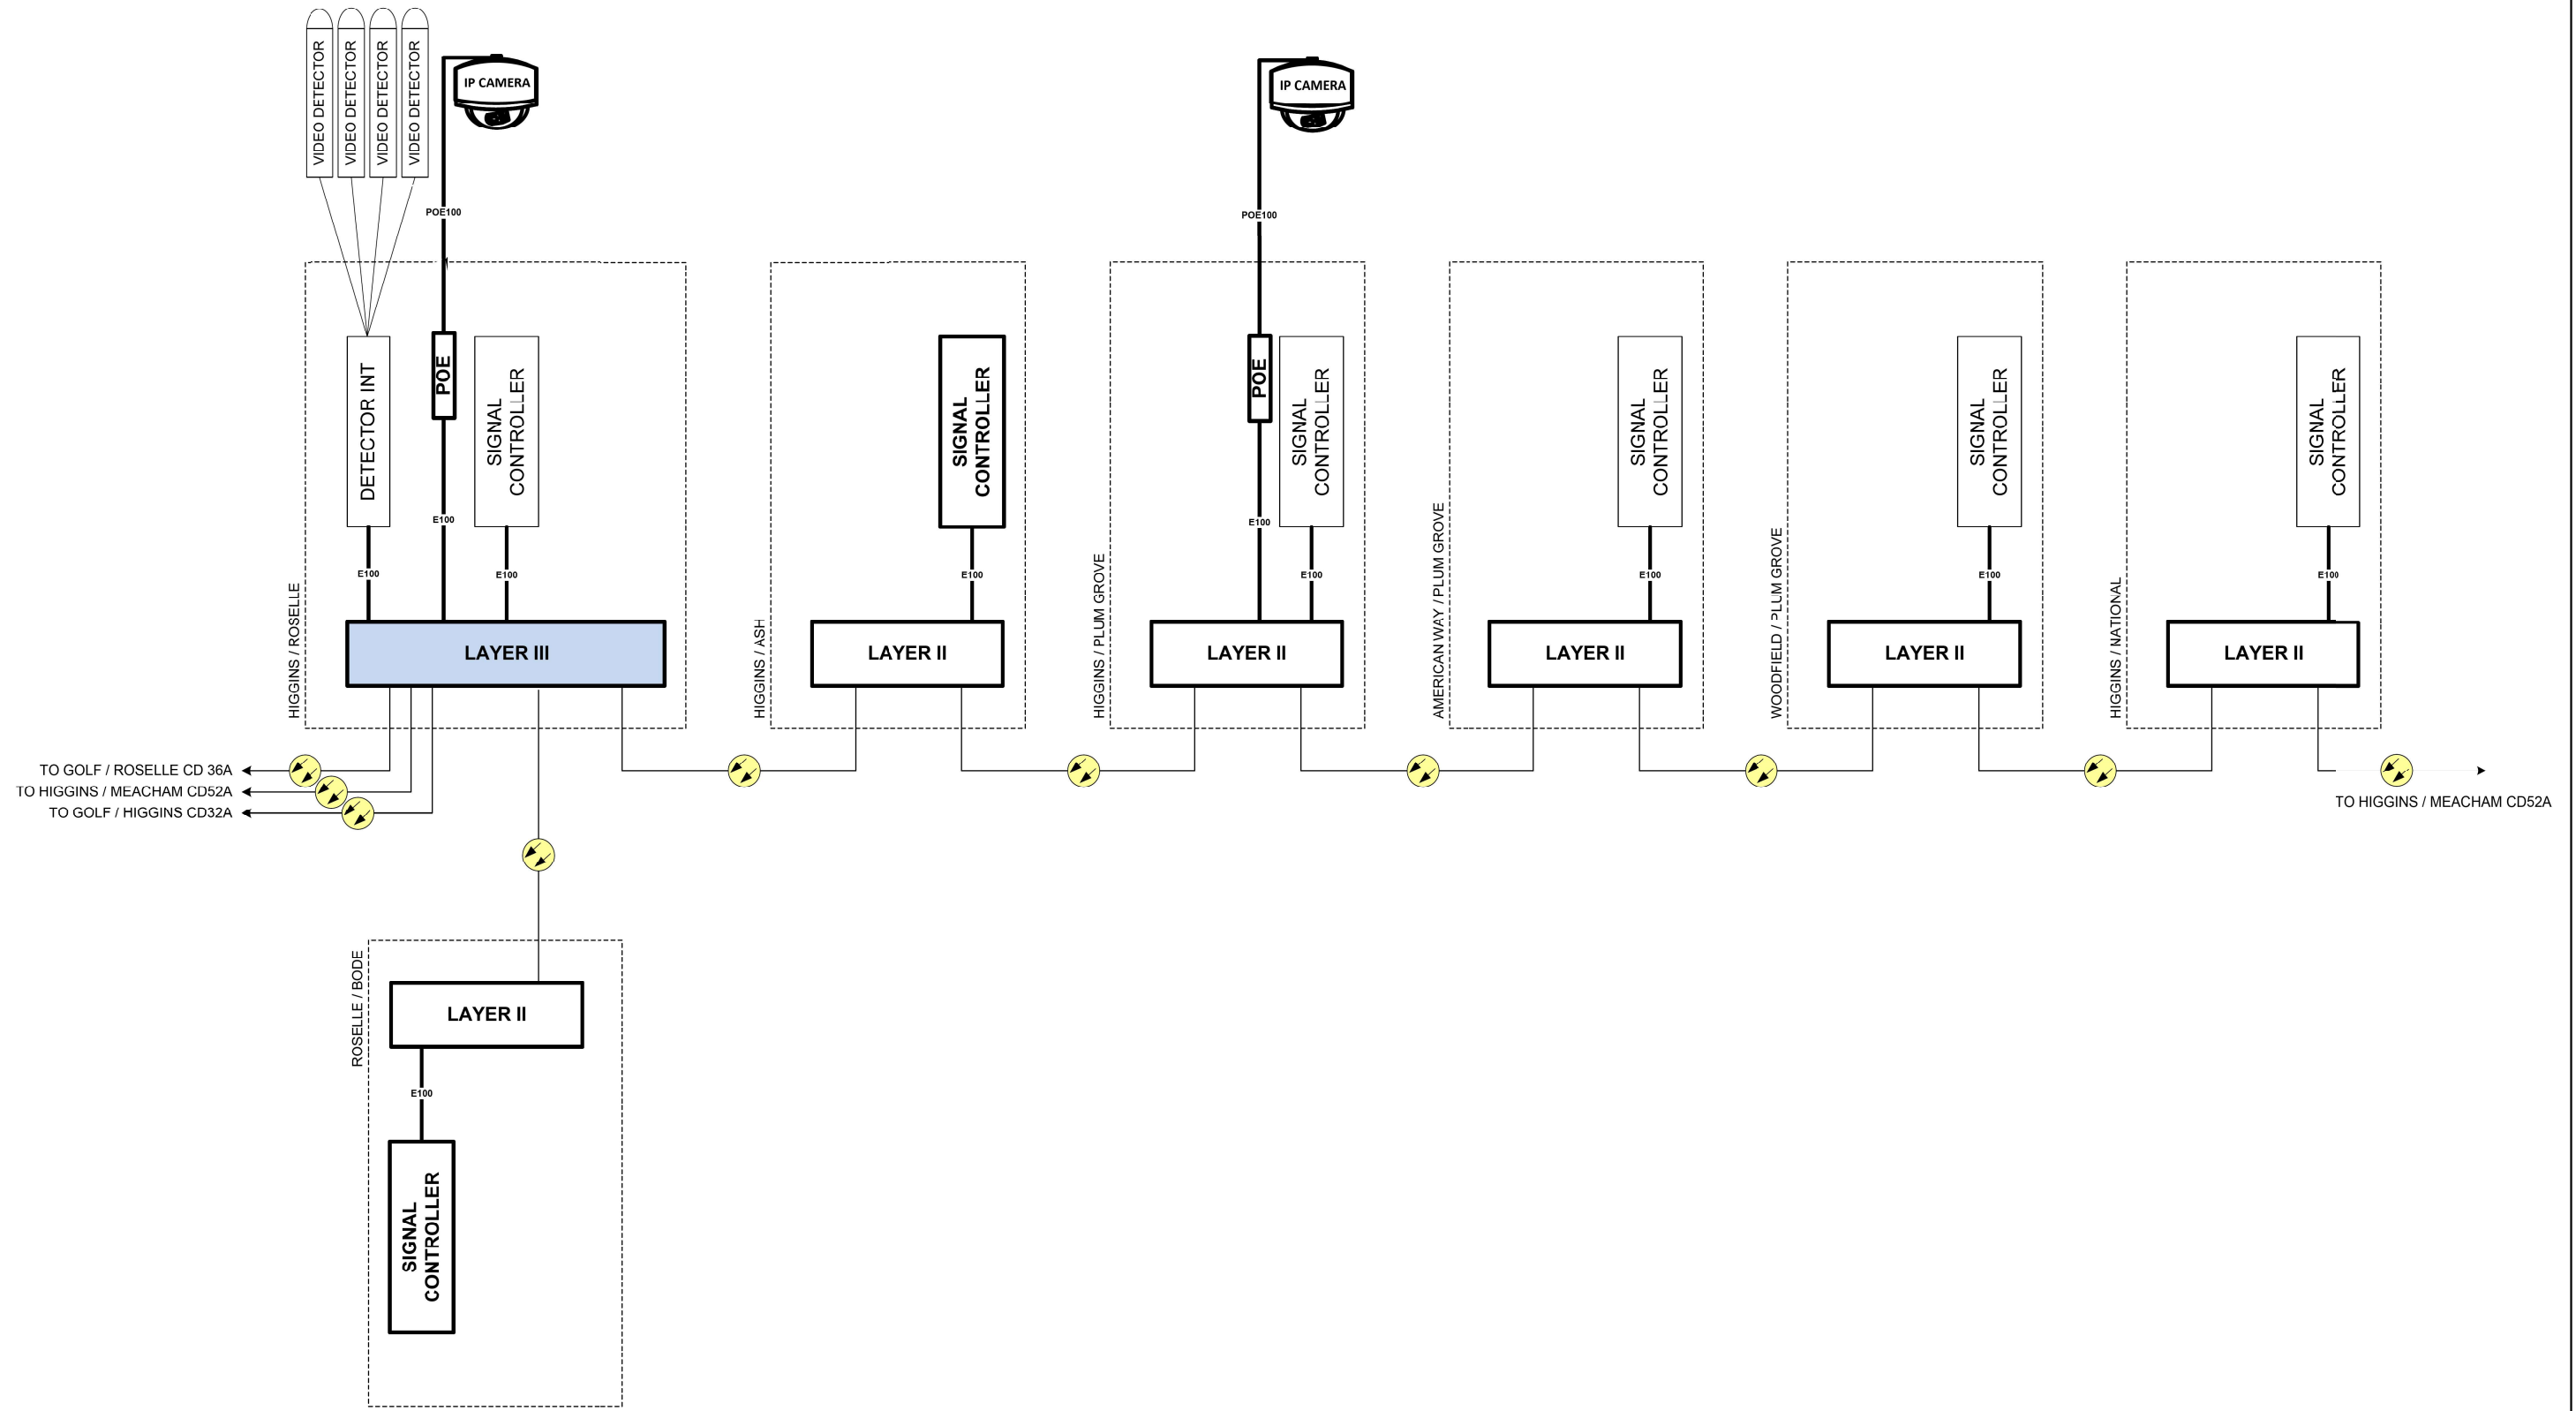 VIDEO DETECTOR
VIDEO DETECTOR
VIDEO DETECTOR
VIDEO DETECTOR
IP CAMERA
IP CAMERA
POE100
POE100
HIGGINS / ROSELLE
DETECTOR INT
POE
SIGNAL
CONTROLLER
E100
E100
E100
LAYER III
HIGGINS / ASH
SIGNAL
CONTROLLER
E100
LAYER II
HIGGINS / PLUM GROVE
POE
SIGNAL
CONTROLLER
E100
E100
LAYER II
AMERICAN WAY / PLUM GROVE
SIGNAL
CONTROLLER
E100
LAYER II
WOODFIELD / PLUM GROVE
SIGNAL
CONTROLLER
E100
LAYER II
HIGGINS / NATIONAL
SIGNAL
CONTROLLER
E100
LAYER II
TO GOLF / ROSELLE CD 36A
TO HIGGINS / MEACHAM CD52A
TO GOLF / HIGGINS CD32A
TO HIGGINS / MEACHAM CD52A
ROSELLE / BODE
LAYER II
E100
SIGNAL
CONTROLLER